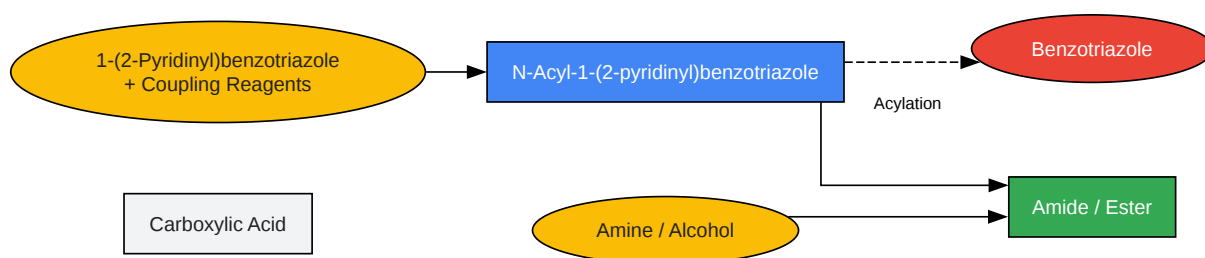 1-(2-Pyridinyl)benzotriazole
+ Coupling Reagents
N-Acyl-1-(2-pyridinyl)benzotriazole
Benzotriazole
Acylation
Carboxylic Acid
Amine / Alcohol
Amide / Ester